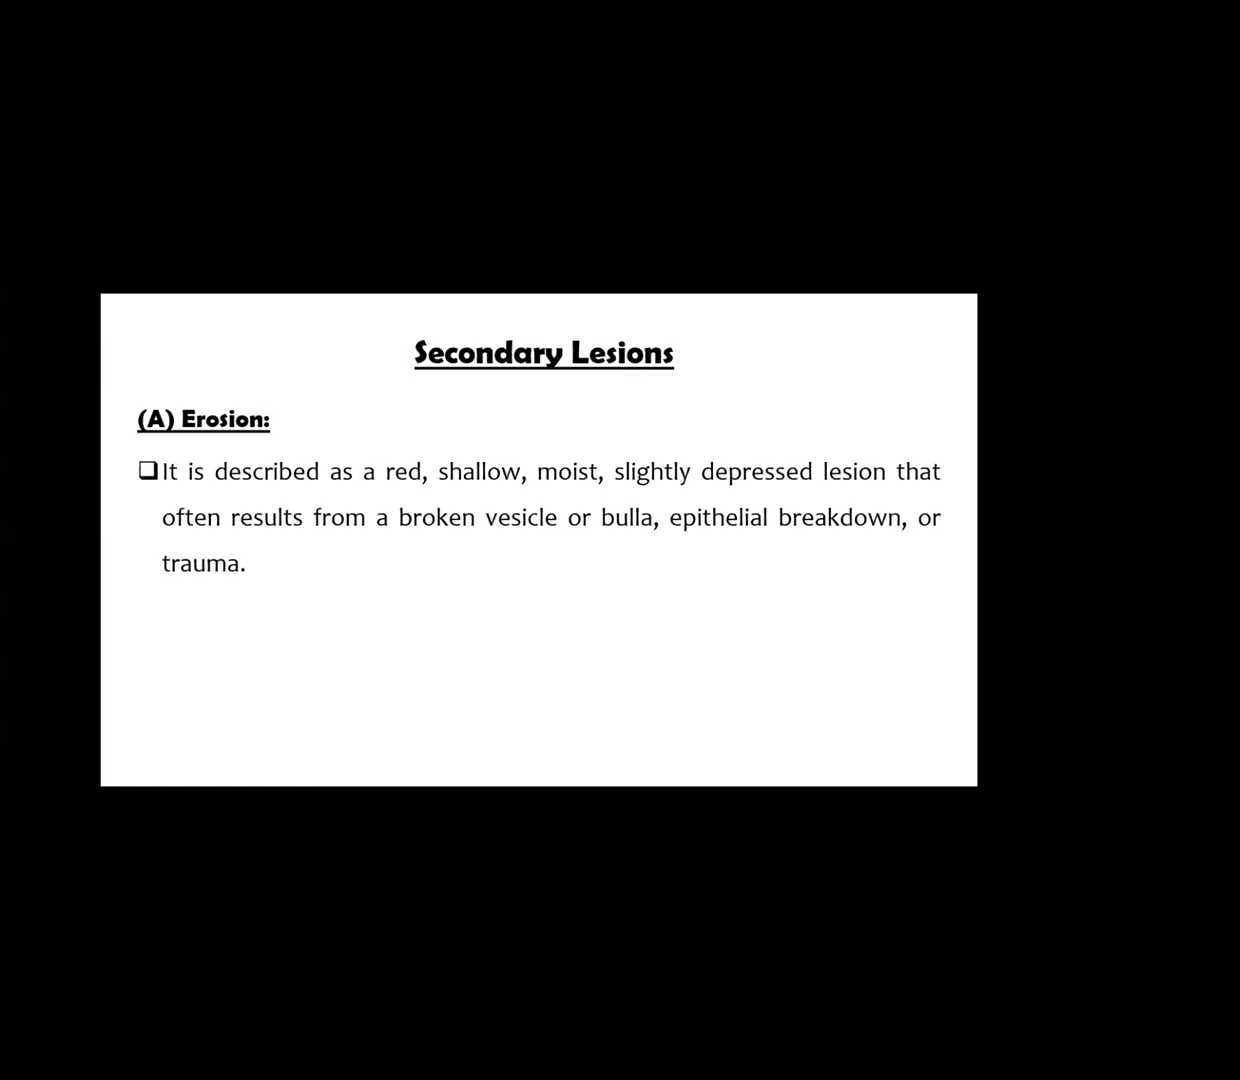 Secondary Lesions
(A) Erosion:
❑It is described as a red, shallow, moist, slightly depressed lesion that
often results from a broken vesicle or bulla, epithelial breakdown, or
trauma.